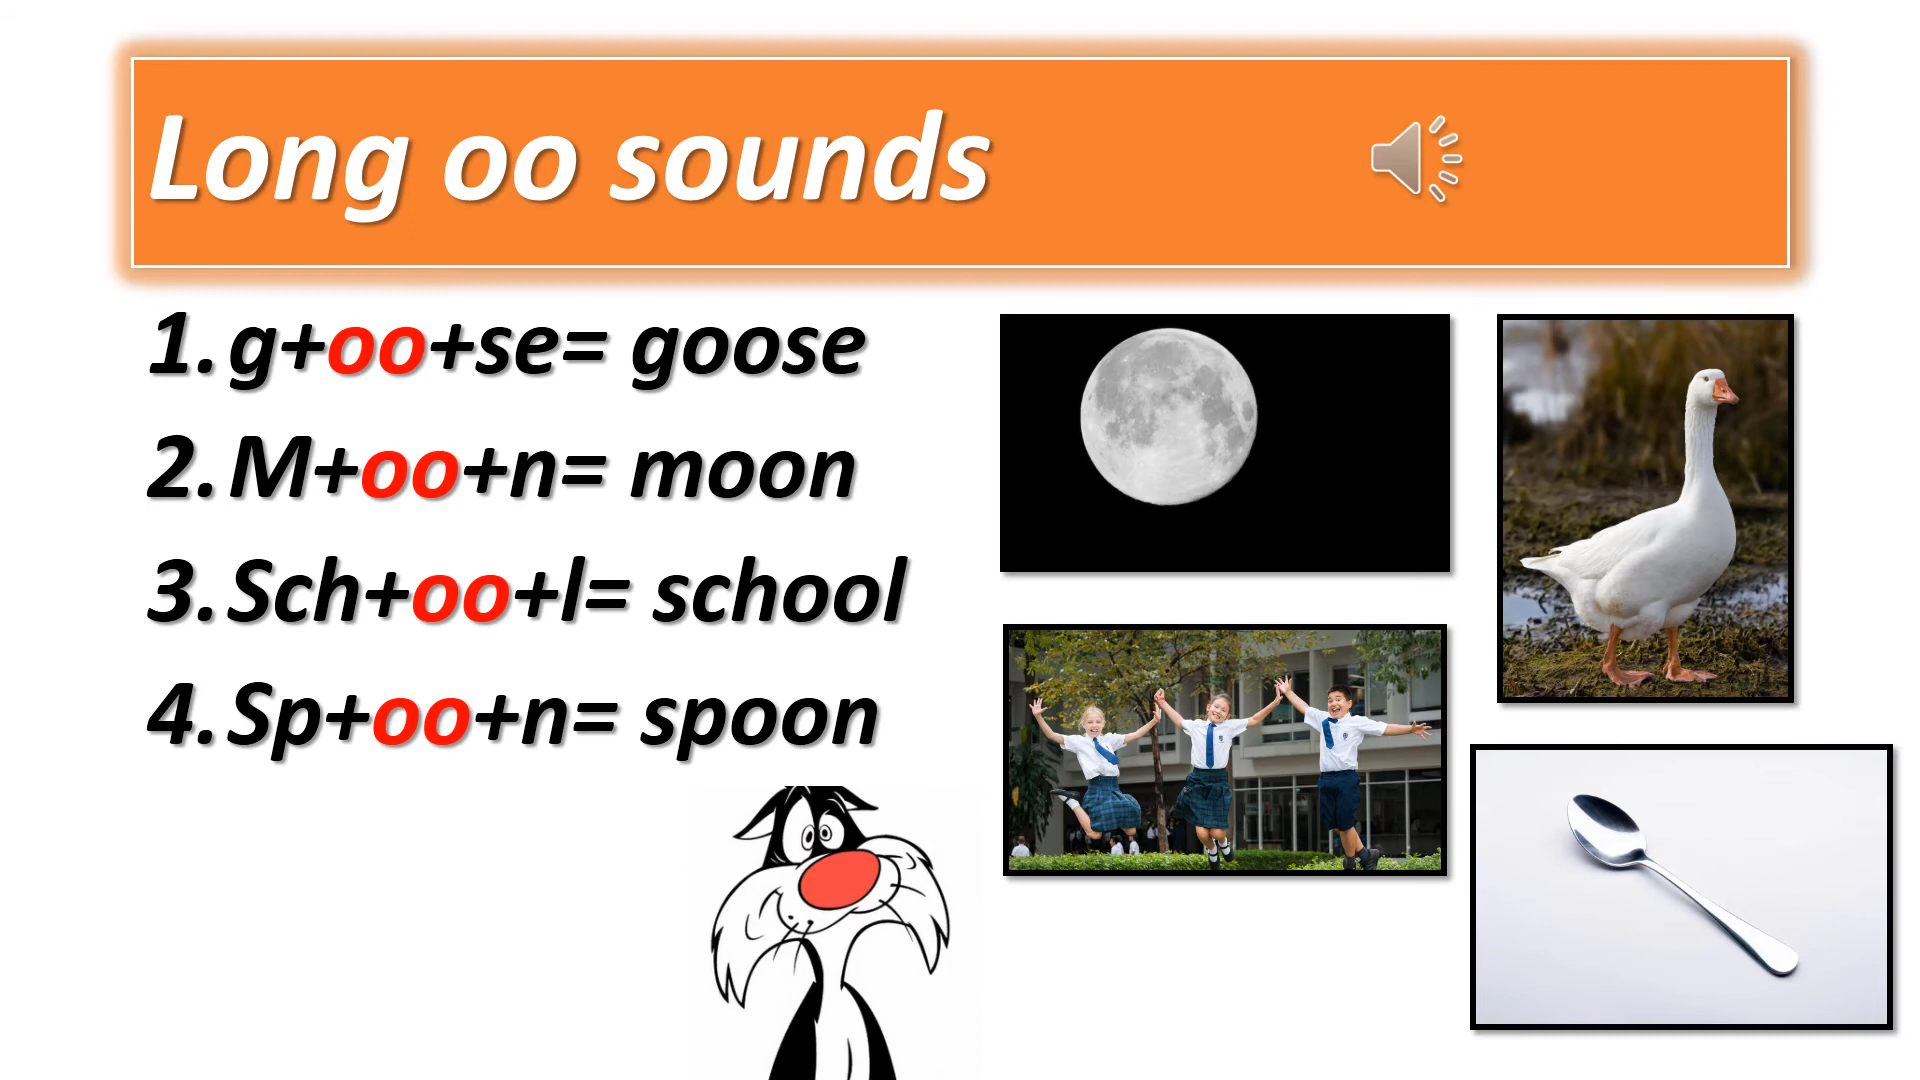 Long oo sounds
1. g+oo+se= goose
2. M+oo+n= moon
3. Sch+oo+l= school
4. Sp+oo+n= spoon